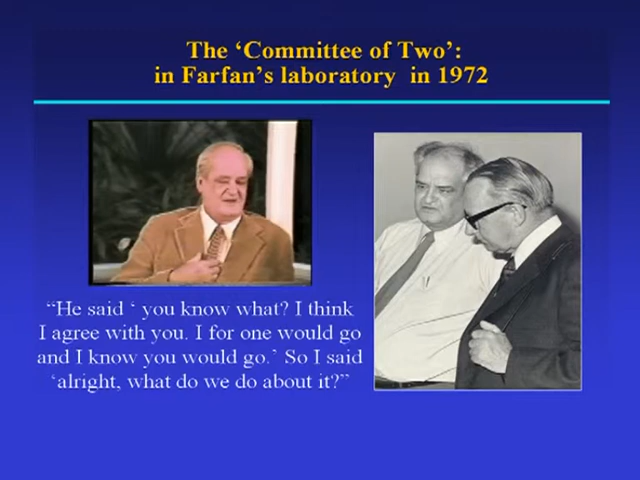 The ‘Committee of Two’:
in Farfan’s laboratory in 1972
“He said ‘ you know what? I think
I agree with you. I for one would go
and I know you would go.’ So I said
‘alright, what do we do about it?”